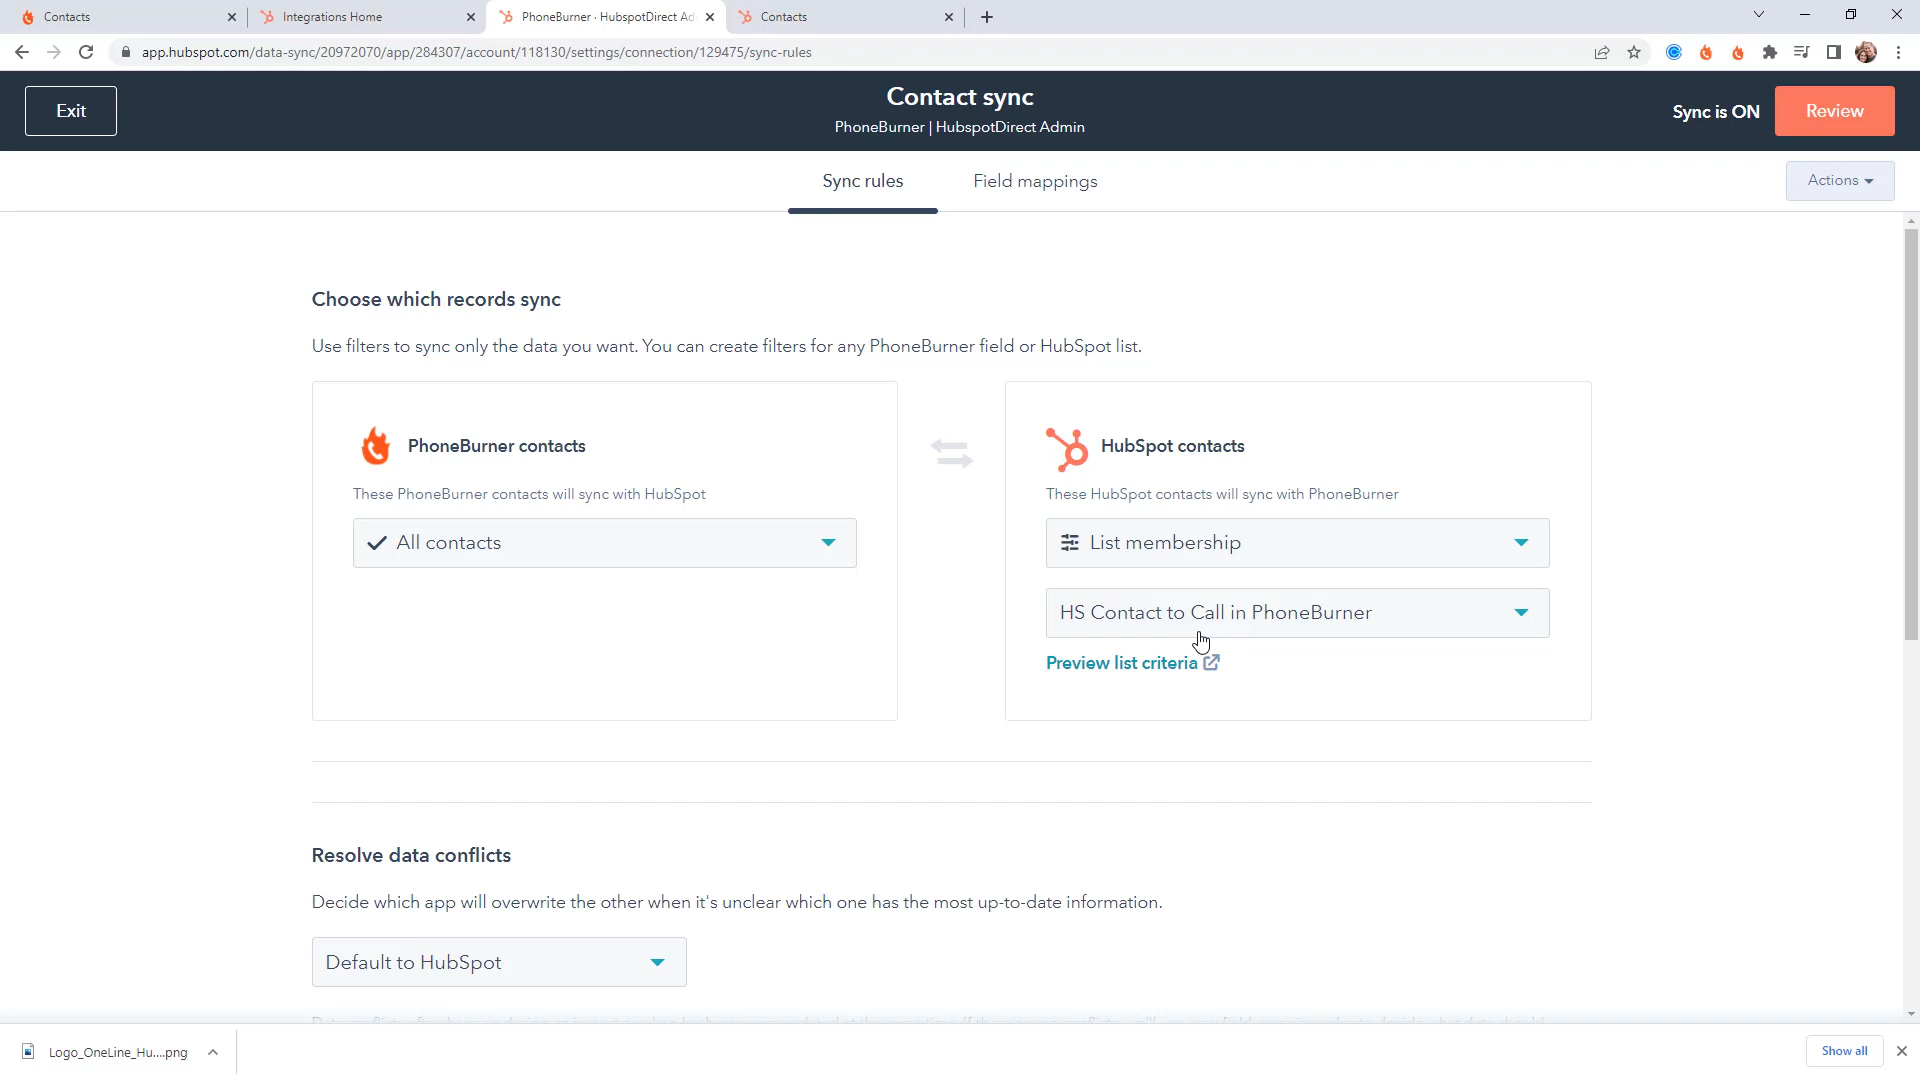 Contacts
Integrations Home
PhoneBurner · HubspotDirect Ad
Contacts
app.hubspot.com/data-sync/20972070/app/284307/account/118130/settings/connection/129475/sync-rules
Exit
Contact sync
PhoneBurner | HubspotDirect Admin
Sync is ON
Review
Sync rules
Field mappings
Actions
Choose which records sync
Use filters to sync only the data you want. You can create filters for any PhoneBurner field or HubSpot list.
PhoneBurner contacts
These PhoneBurner contacts will sync with HubSpot
All contacts
HubSpot contacts
These HubSpot contacts will sync with PhoneBurner
List membership
HS Contact to Call in PhoneBurner
Preview list criteria
Resolve data conflicts
Decide which app will overwrite the other when it's unclear which one has the most up-to-date information.
Default to HubSpot
Logo_OneLine_Hu....png
Show all